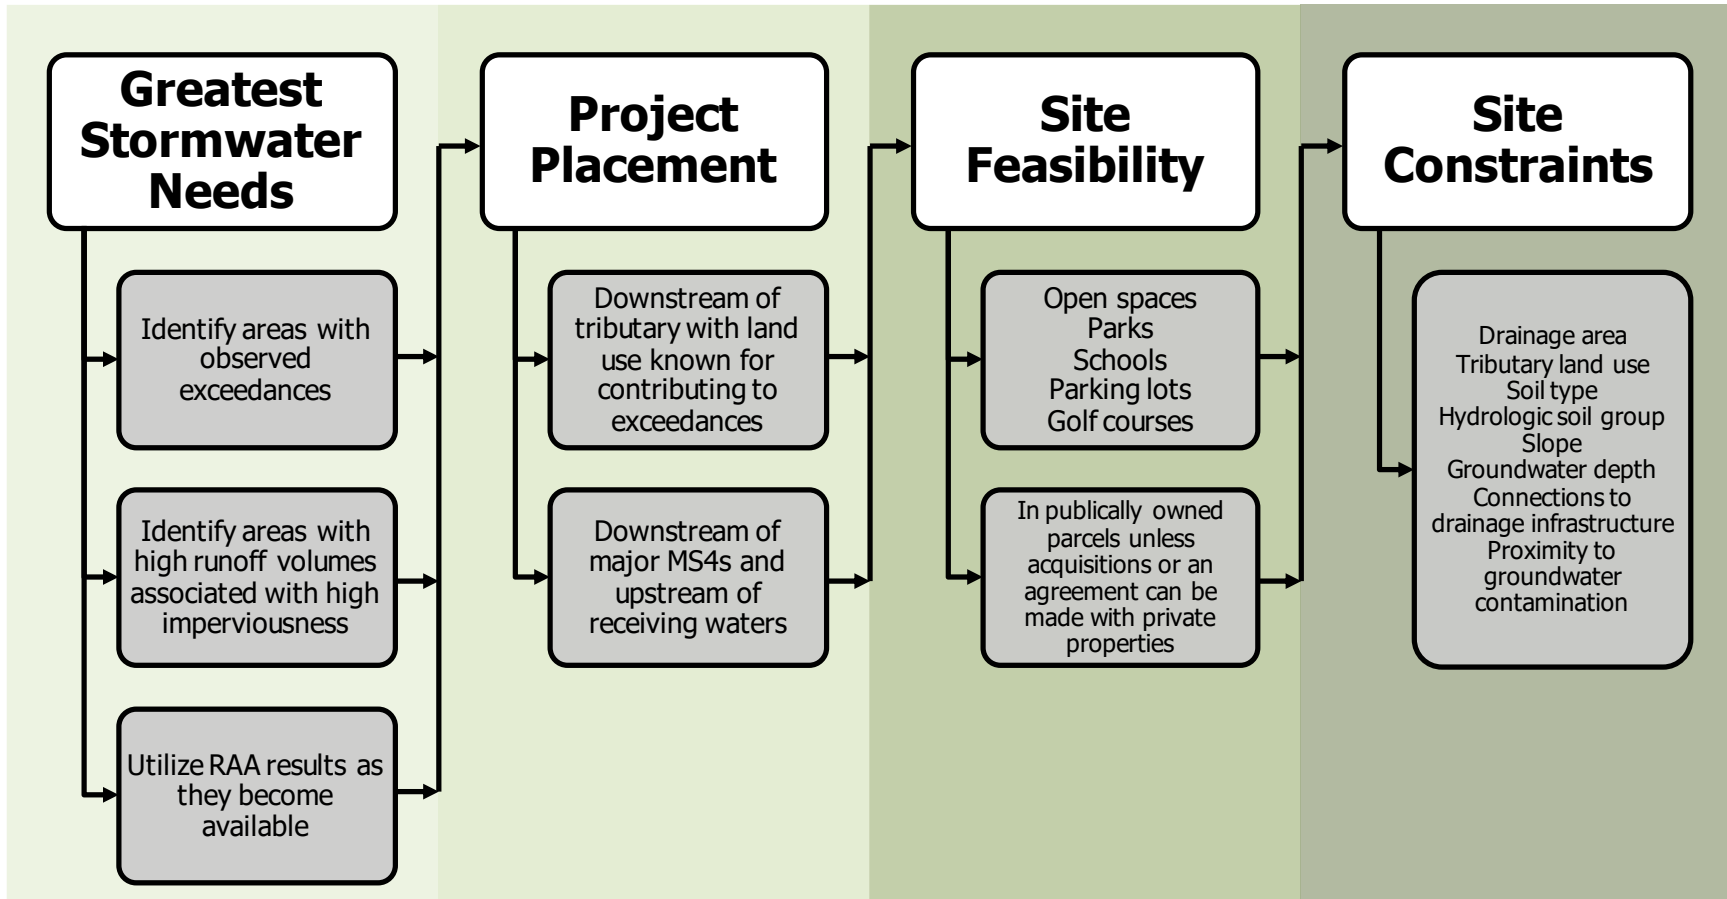 Greatest
Stormwater
Needs
Identify areas with
observed
exceedances
Identify areas with
high runoff volumes
associated with high
imperviousness
Utilize RAA results as
they become
available
Project
Placement
Downstream of
tributary with land
use known for
contributing to
exceedances
Downstream of
major MS4s and
upstream of
receiving waters
Site
Feasibility
Open spaces
Parks
Schools
Parking lots
Golf courses
In publically owned
parcels unless
acquisitions or an
agreement can be
made with private
properties
Site
Constraints
Drainage area
Tributary land use
Soil type
Hydrologic soil group
Slope
Groundwater depth
Connections to
drainage infrastructure
Proximity to
groundwater
contamination